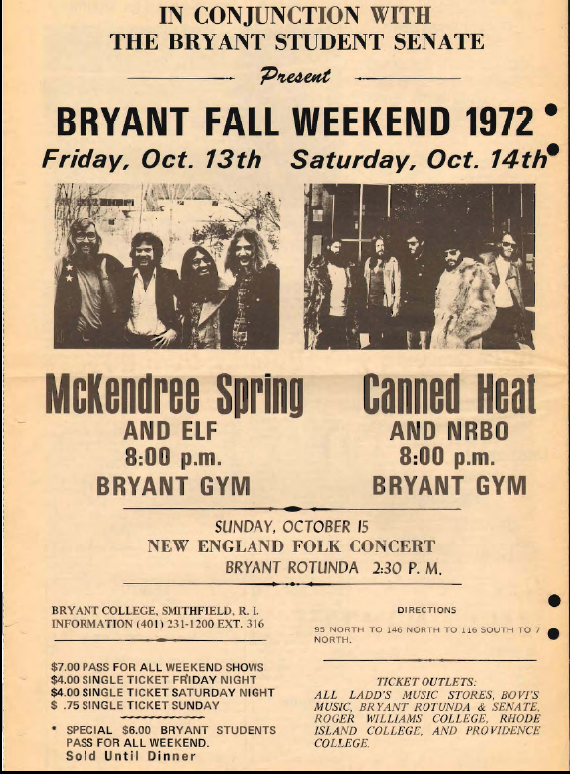 IN CONJUNCTION WITH
THE BRYANT STUDENT SENATE
Present
BRYANT FALL WEEKEND 1972
Friday, Oct. 13th Saturday, Oct. 14th
McKendree Spring
AND ELF
8:00 p.m.
BRYANT GYM
Canned Heat
AND NRBO
8:00 p.m.
BRYANT GYM
SUNDAY, OCTOBER 15
NEW ENGLAND FOLK CONCERT
BRYANT ROTUNDA 2:30 P. M.
BRYANT COLLEGE, SMITHFIELD, R. I.
INFORMATION (401) 231-1200 EXT. 316
$7.00 PASS FOR ALL WEEKEND SHOWS
$4.00 SINGLE TICKET FRIDAY NIGHT
$4.00 SINGLE TICKET SATURDAY NIGHT
$ .75 SINGLE TICKET SUNDAY
* SPECIAL $6.00 BRYANT STUDENTS
PASS FOR ALL WEEKEND.
Sold Until Dinner
DIRECTIONS
95 NORTH TO 146 NORTH TO 116 SOUTH TO 7
NORTH.
TICKET OUTLETS:
ALL LADD'S MUSIC STORES, BOVI'S
MUSIC, BRYANT ROTUNDA & SENATE,
ROGER WILLIAMS COLLEGE, RHODE
ISLAND COLLEGE, AND PROVIDENCE
COLLEGE.